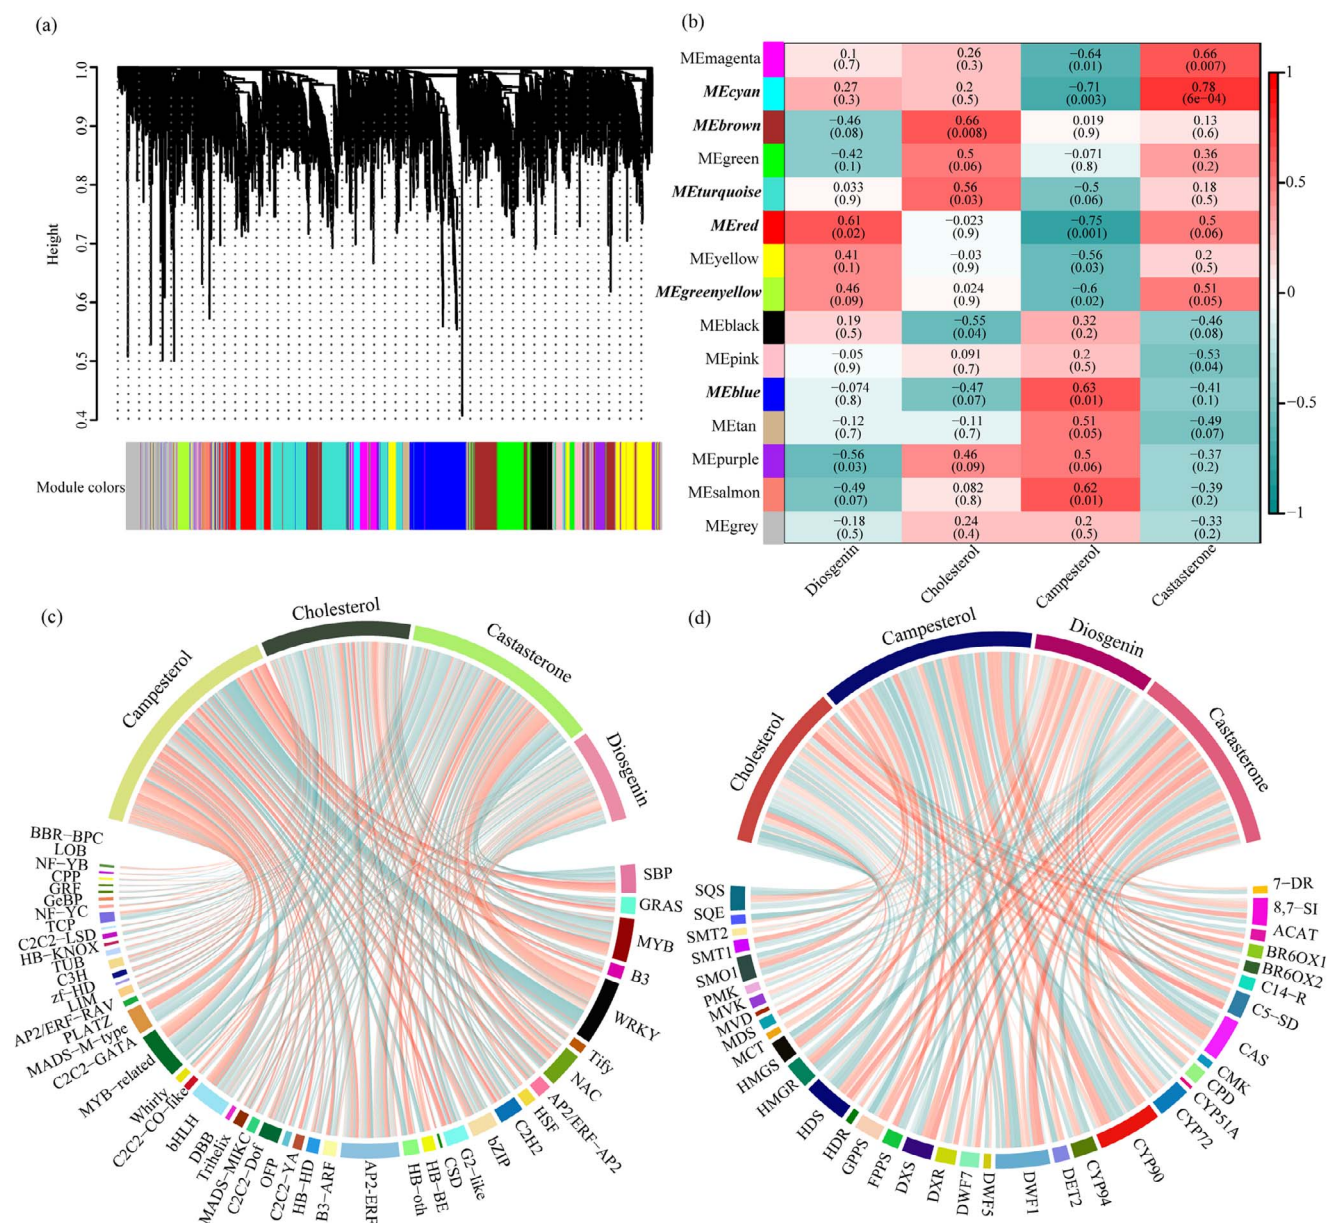 (a)
1.0
0.9
0.8
0.7
0.6
0.5
0.4
Height
Module colors
(b)
MEmagenta 0.1 0.26 −0.64 0.66
(0.7) (0.3) (0.01) (0.007)
MEcyan 0.27 0.2 −0.71 0.78
(0.3) (0.5) (0.003) (6e−04)
MEbrown −0.46 0.66 0.019 0.13
(0.08) (0.008) (0.9) (0.6)
MEgreen −0.42 0.5 −0.071 0.36
(0.1) (0.06) (0.8) (0.2)
MEturquoise 0.033 0.56 −0.5 0.18
(0.9) (0.03) (0.06) (0.5)
MEred 0.61 −0.023 −0.75 0.5
(0.02) (0.9) (0.001) (0.06)
MEyellow 0.41 −0.03 −0.56 0.2
(0.1) (0.9) (0.03) (0.5)
MEgreenyellow 0.46 0.024 −0.6 0.51
(0.09) (0.9) (0.02) (0.05)
MEblack 0.19 −0.55 0.32 −0.46
(0.5) (0.04) (0.2) (0.08)
MEpink −0.05 0.091 0.2 −0.53
(0.9) (0.7) (0.5) (0.04)
MEblue −0.074 −0.47 0.63 −0.41
(0.8) (0.07) (0.01) (0.1)
MEtan −0.12 −0.11 0.51 −0.49
(0.7) (0.7) (0.05) (0.07)
MEpurple −0.56 0.46 0.5 −0.37
(0.03) (0.09) (0.06) (0.2)
MEsalmon −0.49 0.082 0.62 −0.39
(0.07) (0.8) (0.01) (0.2)
MEgrey −0.18 0.24 0.2 −0.33
(0.5) (0.4) (0.5) (0.2)
Diosgenin
Cholesterol
Campesterol
Castasterone
1
0.5
0
−0.5
−1
(c)
Campesterol
Cholesterol
Castasterone
Diosgenin
BBR−BPC
LOB
NF−YB
CPP
GRF
GeBP
NF−YC
TCP
C2C2−LSD
HB−KNOX
TUB
C3H
zf−HD
LIM
AP2/ERF−RAV
PLATZ
MADS−M−type
C2C2−GATA
MYB−related
Whirly
C2C2−CO−like
bHLH
DBB
Trihelix
MADS−MIKC
C2C2−Dof
OFP
C2C2−YA
HB−HD
B3−ARF
AP2-ERF
HB−oth
HB−BE
CSD
G2−like
bZIP
C2H2
HSF
AP2/ERF−AP2
NAC
Tify
WRKY
B3
MYB
GRAS
SBP
(d)
Cholesterol
Campesterol
Diosgenin
Castasterone
SQS
SQE
SMT2
SMT1
SMO1
PMK
MVK
MVD
MDS
MCT
HMGS
HMGR
HDS
HDR
GPPS
FPPS
DXS
DXR
DWF7
DWF5
DWF1
DET2
CYP94
CYP90
CYP72
CYP51A
CPD
CMK
CAS
C5−SD
C14−R
BR6OX2
BR6OX1
ACAT
8,7−SI
7−DR